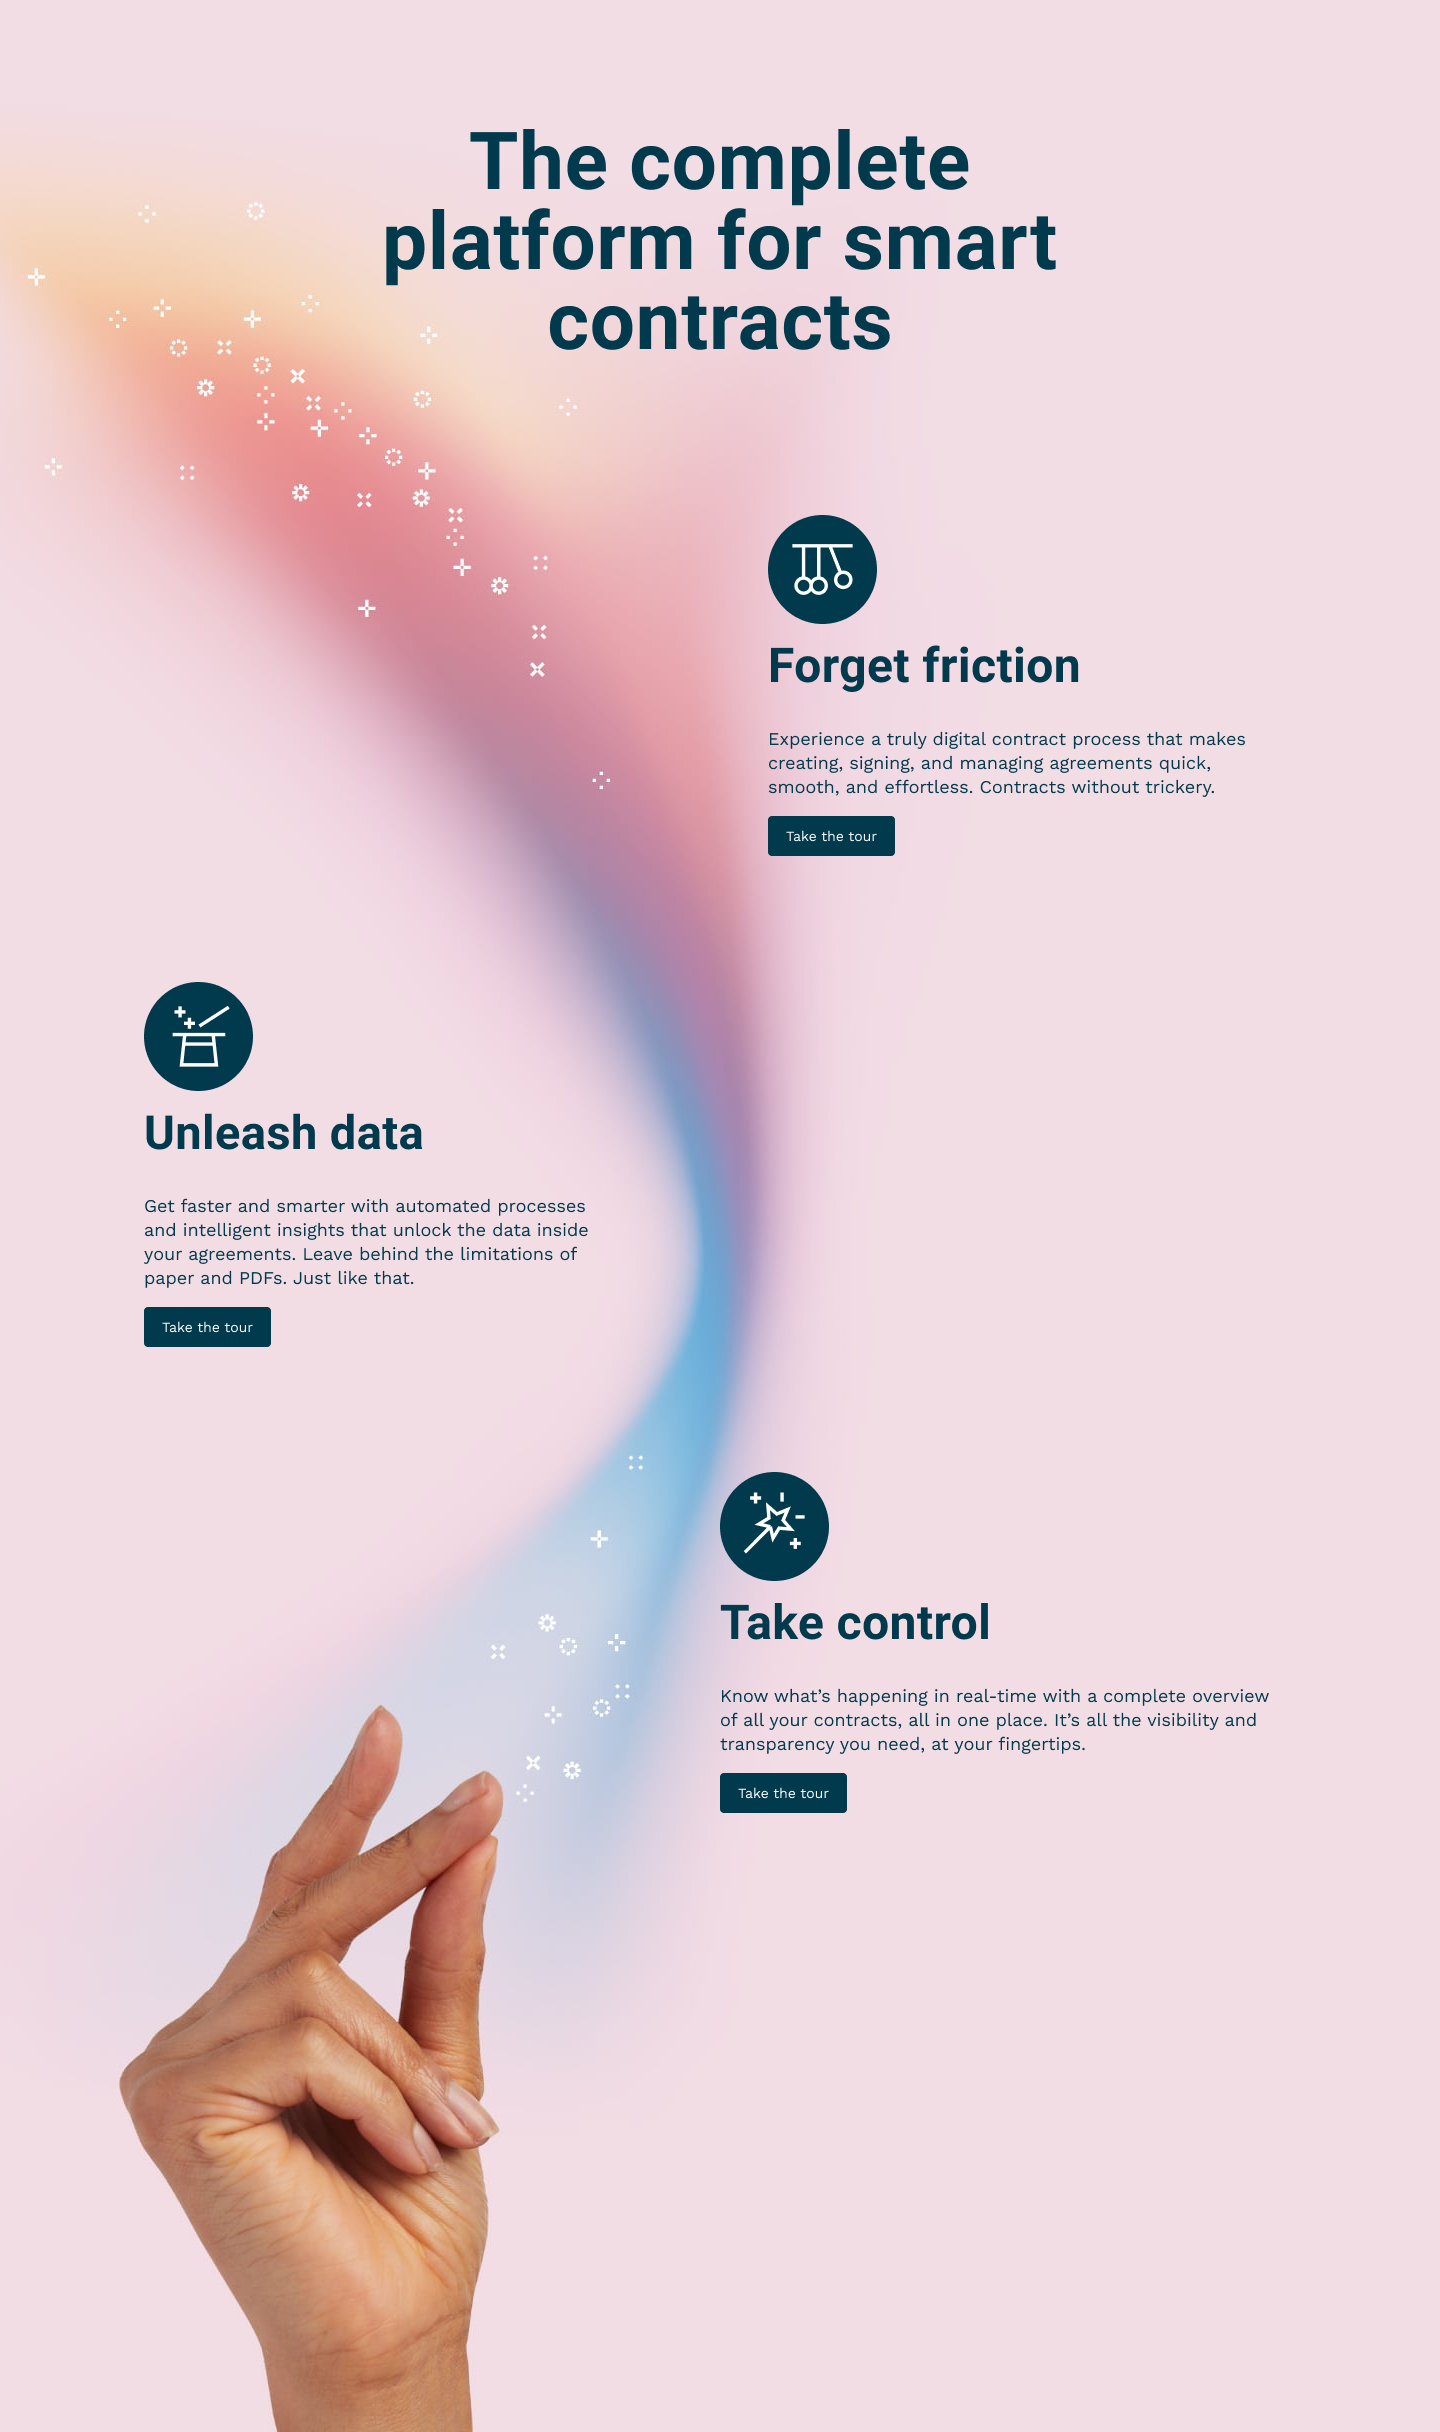 The complete
platform for smart
contracts
Forget friction
Experience a truly digital contract process that makes
creating, signing, and managing agreements quick,
smooth, and effortless. Contracts without trickery.
Take the tour
Unleash data
Get faster and smarter with automated processes
and intelligent insights that unlock the data inside
your agreements. Leave behind the limitations of
paper and PDFs. Just like that.
Take the tour
Take control
Know what’s happening in real-time with a complete overview
of all your contracts, all in one place. It’s all the visibility and
transparency you need, at your fingertips.
Take the tour